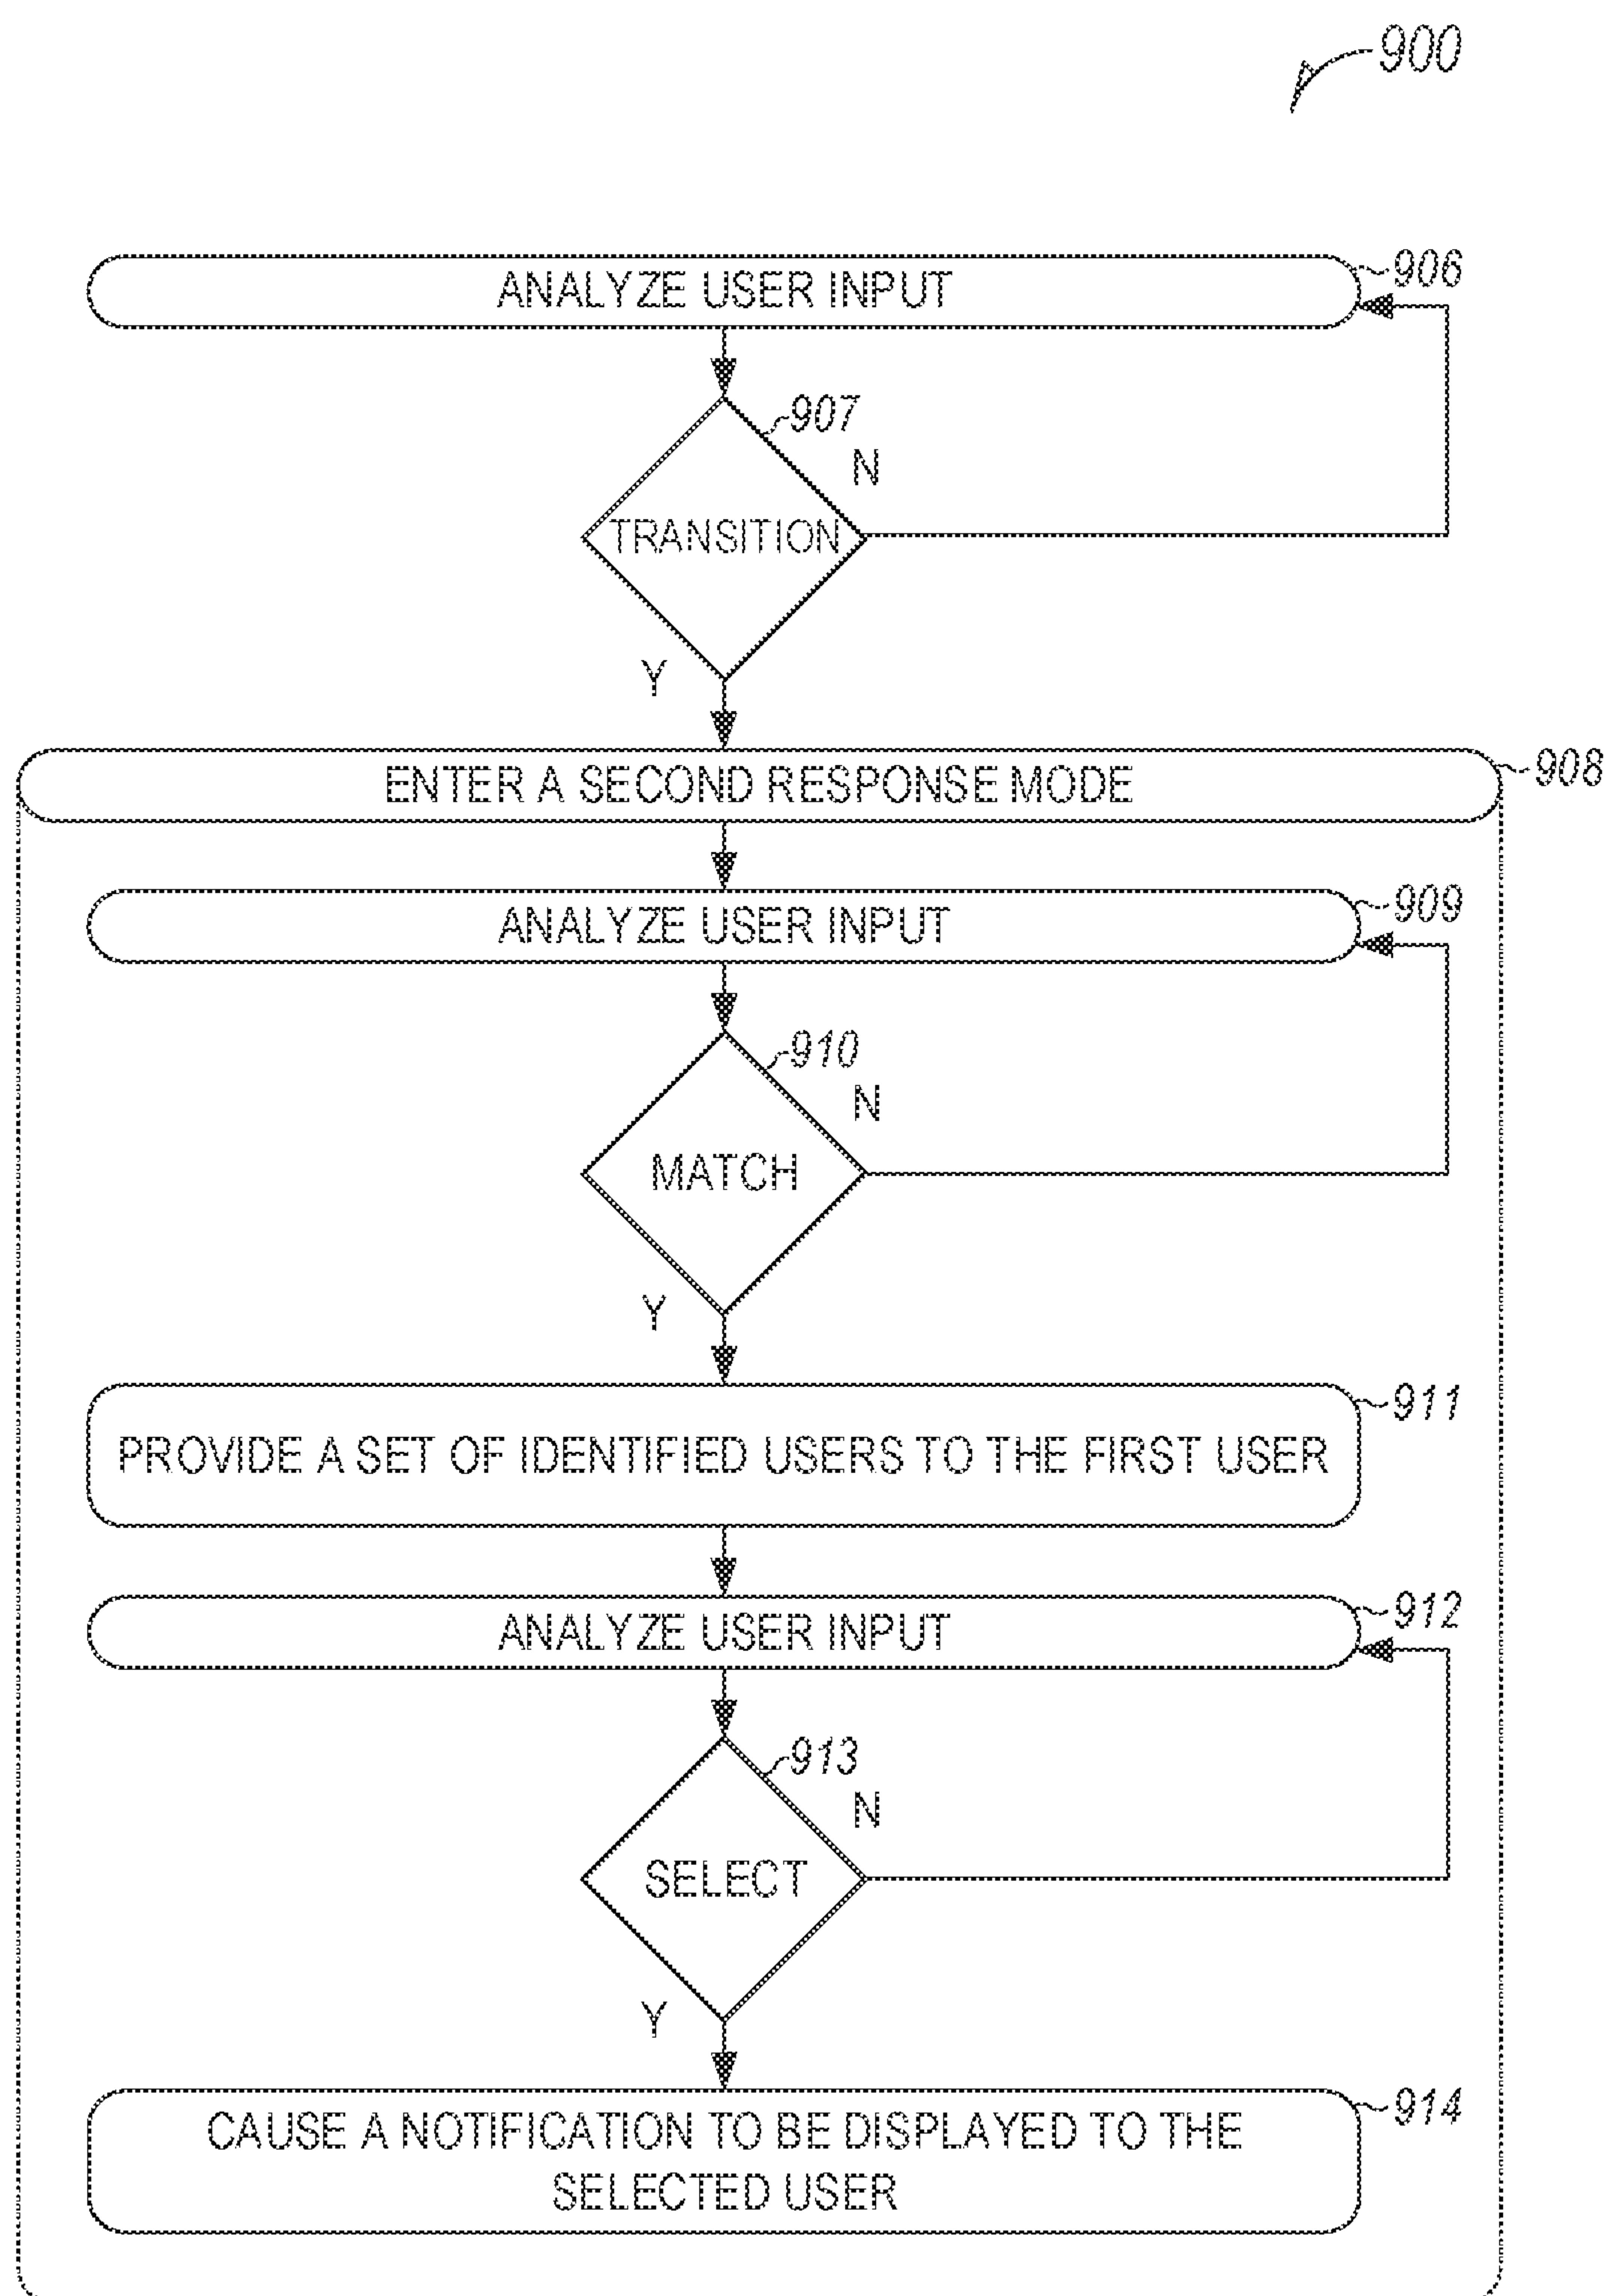 900
ANALYZE USER INPUT
906
907
N
TRANSITION
Y
ENTER A SECOND RESPONSE MODE
908
ANALYZE USER INPUT
909
910
N
MATCH
Y
911
PROVIDE A SET OF IDENTIFIED USERS TO THE FIRST USER
ANALYZE USER INPUT
912
913
N
SELECT
Y
CAUSE A NOTIFICATION TO BE DISPLAYED TO THE
SELECTED USER
914